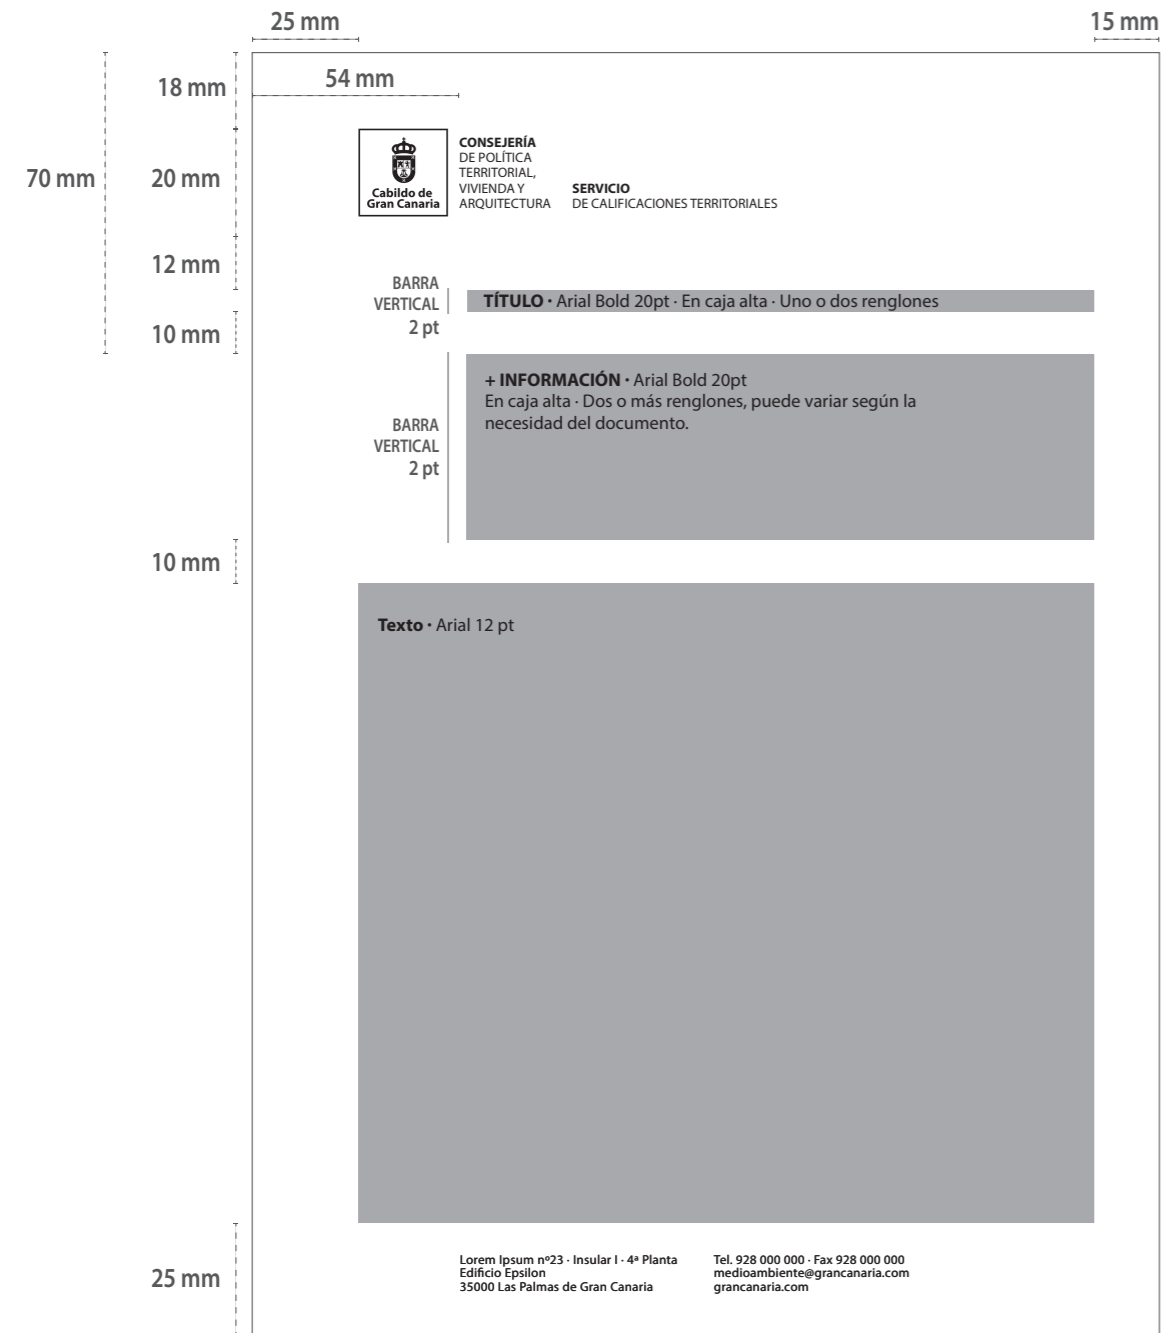 25 mm
15 mm
54 mm
18 mm
70 mm
20 mm
Cabildo de
Gran Canaria
CONSEJERÍA
DE POLÍTICA
TERRITORIAL,
VIVIENDA Y
ARQUITECTURA
SERVICIO
DE CALIFICACIONES TERRITORIALES
12 mm
BARRA
VERTICAL
2 pt
TÍTULO · Arial Bold 20pt · En caja alta · Uno o dos renglones
10 mm
+ INFORMACIÓN · Arial Bold 20pt
En caja alta · Dos o más renglones, puede variar según la
necesidad del documento.
BARRA
VERTICAL
2 pt
10 mm
Texto · Arial 12 pt
25 mm
Lorem Ipsum nº23 · Insular I · 4ª Planta
Edificio Epsilon
35000 Las Palmas de Gran Canaria
Tel. 928 000 000 · Fax 928 000 000
medioambiente@grancanaria.com
grancanaria.com